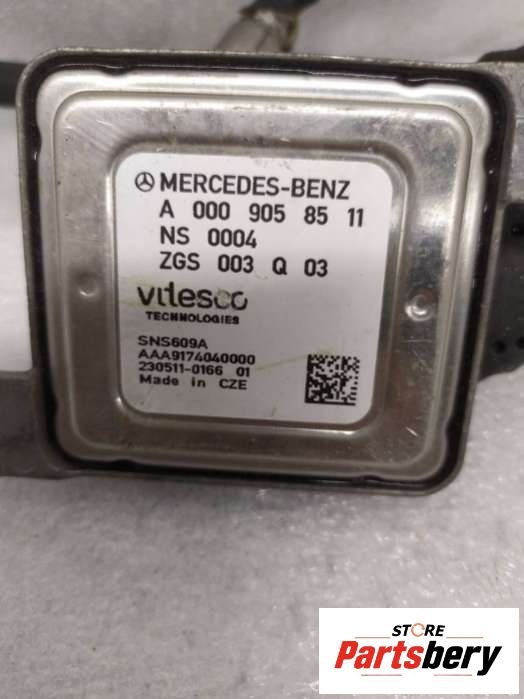 MERCEDES-BENZ
A 000 905 85 11
NS 0004
ZGS 003 Q 03
vitesco
TECHNOLOGIES
SNS609A
AAA9174040000
230511-0166 01
Made in CZE
STORE
Partsbery